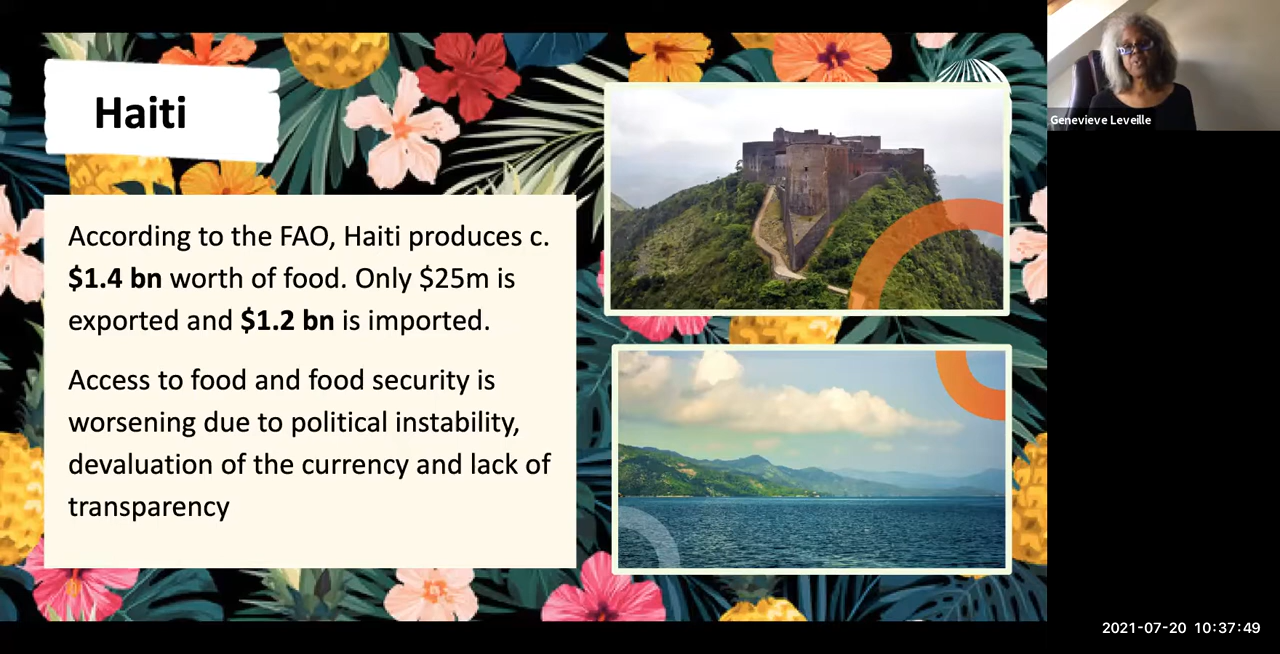 Haiti
According to the FAO, Haiti produces c.
$1.4 bn worth of food. Only $25m is
exported and $1.2 bn is imported.
Access to food and food security is
worsening due to political instability,
devaluation of the currency and lack of
transparency
Genevieve Leveille
2021-07-20 10:37:49